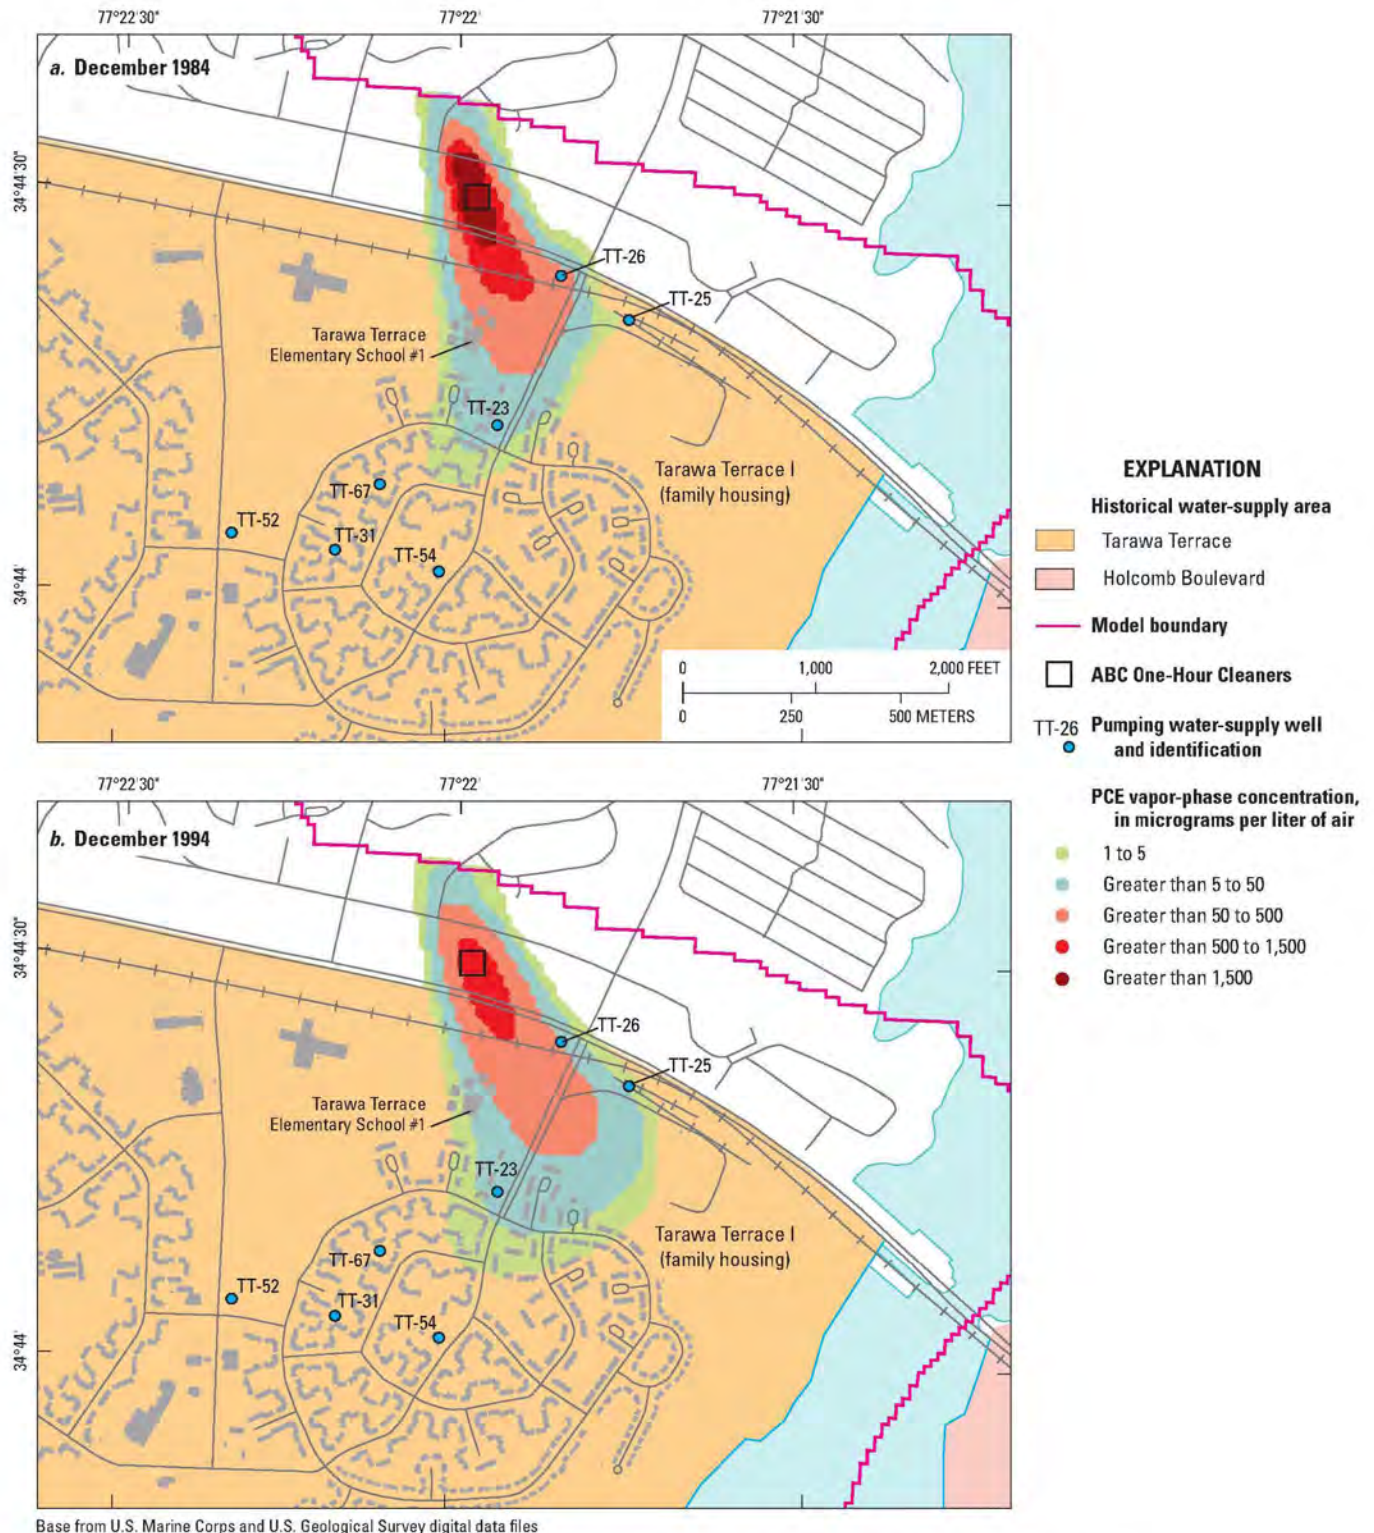 77°22'30"
77°22'
77°21'30"
a. December 1984
34°44'30"
TT-26
TT-25
Tarawa Terrace
Elementary School #1
TT-23
Tarawa Terrace I
(family housing)
TT-67
TT-52
TT-31
TT-54
34°44'
0 1,000 2,000 FEET
0 250 500 METERS
EXPLANATION
Historical water-supply area
Tarawa Terrace
Holcomb Boulevard
Model boundary
ABC One-Hour Cleaners
TT-26 Pumping water-supply well
and identification
PCE vapor-phase concentration,
in micrograms per liter of air
1 to 5
Greater than 5 to 50
Greater than 50 to 500
Greater than 500 to 1,500
Greater than 1,500
77°22'30"
77°22'
77°21'30"
b. December 1994
34°44'30"
TT-26
TT-25
Tarawa Terrace
Elementary School #1
TT-23
Tarawa Terrace I
(family housing)
TT-67
TT-52
TT-31
TT-54
34°44'
Base from U.S. Marine Corps and U.S. Geological Survey digital data files